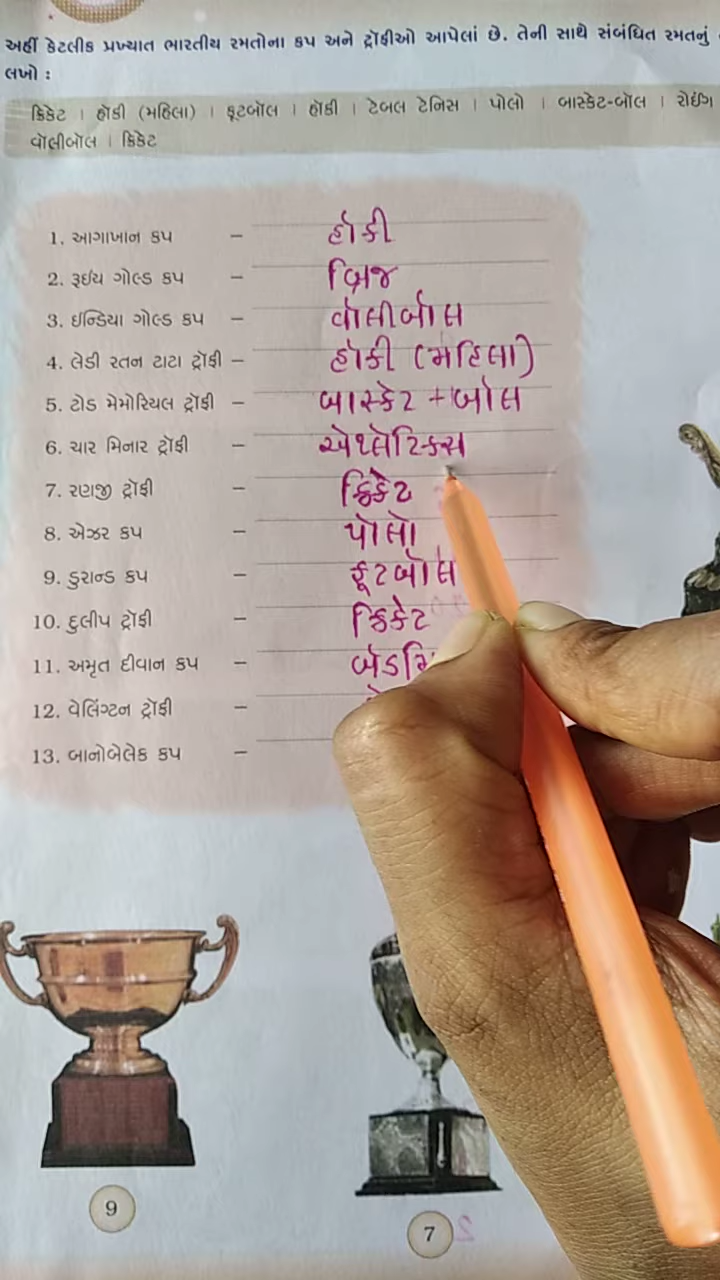 અહીં કેટલીક પ્રખ્યાત ભારતીય રમતોના કપ અને ટ્રૉફીઓ આપેલાં છે. તેની સાથે સંબંધિત રમતનું
લખો :
ક્રિકેટ । હૉકી (મહિલા) । ફૂટબૉલ । હૉકી । ટેબલ ટેનિસ । પોલો । બાસ્કેટ-બૉલ । રોઈંગ
વૉલીબૉલ । ક્રિકેટ
1. આગાખાન કપ – હૉકી
2. રૂઈય ગોલ્ડ કપ – બ્રિજ
3. ઇન્ડિયા ગોલ્ડ કપ – વૉલીબૉલ
4. લેડી રતન ટાટા ટ્રૉફી – હૉકી (મહિલા)
5. ટોડ મેમોરિયલ ટ્રૉફી – બાસ્કેટ + બૉલ
6. ચાર મિનાર ટ્રૉફી – એથ્લેટિક્સ
7. રણજી ટ્રૉફી – ક્રિકેટ
8. એઝર કપ – પોલો
9. ડુરાન્ડ કપ – ફૂટબૉલ
10. દુલીપ ટ્રૉફી – ક્રિકેટ
11. અમૃત દીવાન કપ – બૅડમિ
12. વેલિંગ્ટન ટ્રૉફી –
13. બાનોબેલેક કપ –
9
7